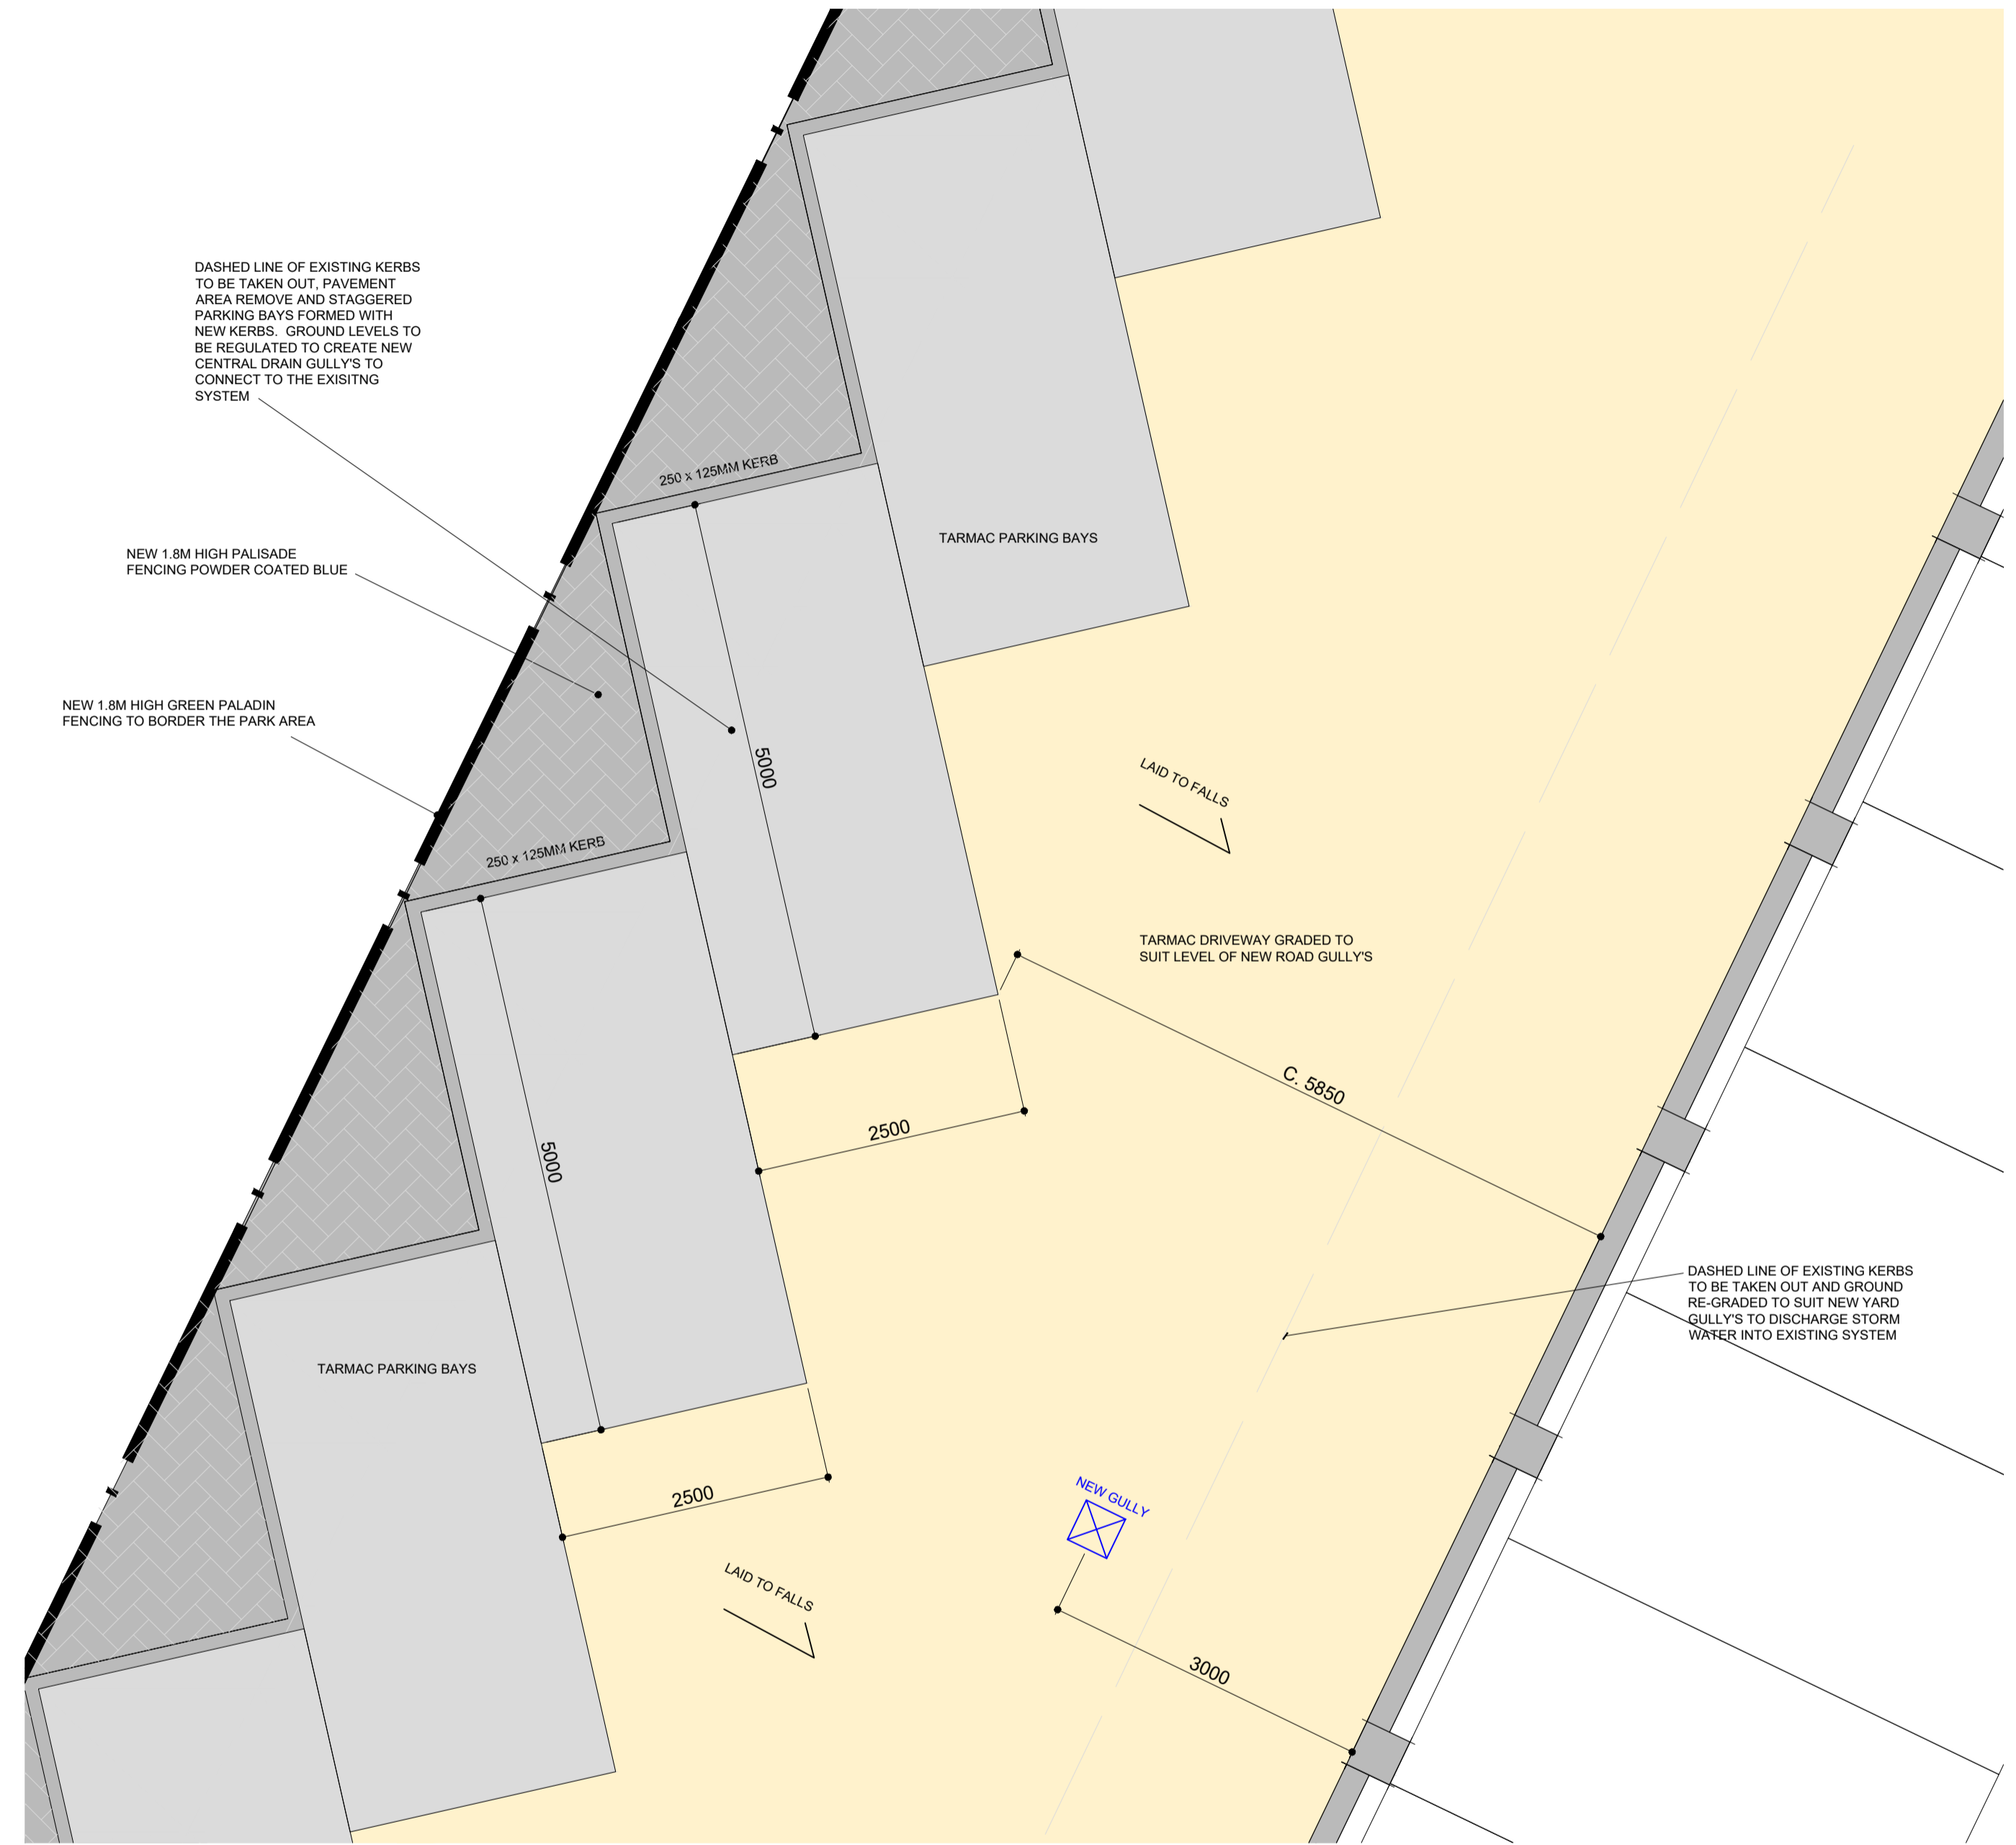 DASHED LINE OF EXISTING KERBS
TO BE TAKEN OUT, PAVEMENT
AREA REMOVE AND STAGGERED
PARKING BAYS FORMED WITH
NEW KERBS.  GROUND LEVELS TO
BE REGULATED TO CREATE NEW
CENTRAL DRAIN GULLY'S TO
CONNECT TO THE EXISITNG
SYSTEM
250 x 125MM KERB
TARMAC PARKING BAYS
NEW 1.8M HIGH PALISADE
FENCING POWDER COATED BLUE
NEW 1.8M HIGH GREEN PALADIN
FENCING TO BORDER THE PARK AREA
5000
LAID TO FALLS
250 x 125MM KERB
TARMAC DRIVEWAY GRADED TO
SUIT LEVEL OF NEW ROAD GULLY'S
C. 5850
2500
5000
DASHED LINE OF EXISTING KERBS
TO BE TAKEN OUT AND GROUND
RE-GRADED TO SUIT NEW YARD
GULLY'S TO DISCHARGE STORM
WATER INTO EXISTING SYSTEM
TARMAC PARKING BAYS
2500
NEW GULLY
LAID TO FALLS
3000